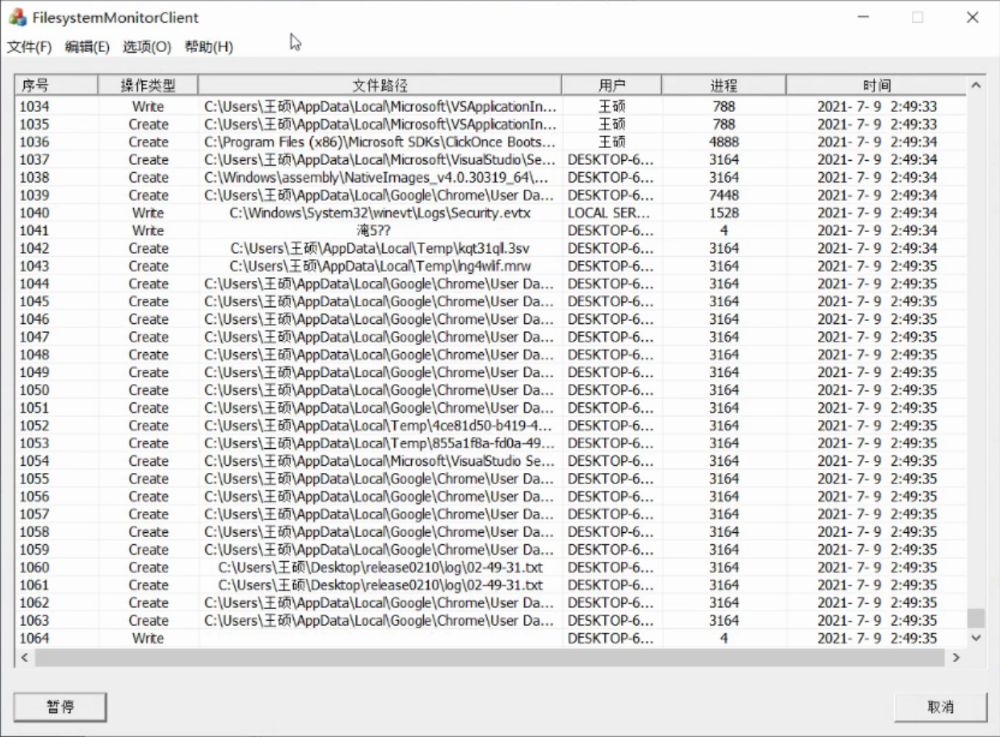 FilesystemMonitorClient
文件(F) 编辑(E) 选项(O) 帮助(H)
序号 操作类型 文件路径 用户 进程 时间
1034 Write C:\Users\王硕\AppData\Local\Microsoft\VSApplicationIn... 王硕 788 2021- 7- 9 2:49:33
1035 Create C:\Users\王硕\AppData\Local\Microsoft\VSApplicationIn... 王硕 788 2021- 7- 9 2:49:33
1036 Create C:\Program Files (x86)\Microsoft SDKs\ClickOnce Boots... 王硕 4888 2021- 7- 9 2:49:34
1037 Create C:\Users\王硕\AppData\Local\Microsoft\VisualStudio\Se... DESKTOP-6... 3164 2021- 7- 9 2:49:34
1038 Create C:\Windows\assembly\NativeImages_v4.0.30319_64\... DESKTOP-6... 3164 2021- 7- 9 2:49:34
1039 Create C:\Users\王硕\AppData\Local\Google\Chrome\User Da... DESKTOP-6... 7448 2021- 7- 9 2:49:34
1040 Write C:\Windows\System32\winevt\Logs\Security.evtx LOCAL SER... 1528 2021- 7- 9 2:49:34
1041 Write 滝5?? DESKTOP-6... 4 2021- 7- 9 2:49:34
1042 Create C:\Users\王硕\AppData\Local\Temp\kqt31qll.3sv DESKTOP-6... 3164 2021- 7- 9 2:49:34
1043 Create C:\Users\王硕\AppData\Local\Temp\lng4wlif.mrw DESKTOP-6... 3164 2021- 7- 9 2:49:35
1044 Create C:\Users\王硕\AppData\Local\Google\Chrome\User Da... DESKTOP-6... 3164 2021- 7- 9 2:49:35
1045 Create C:\Users\王硕\AppData\Local\Google\Chrome\User Da... DESKTOP-6... 3164 2021- 7- 9 2:49:35
1046 Create C:\Users\王硕\AppData\Local\Google\Chrome\User Da... DESKTOP-6... 3164 2021- 7- 9 2:49:35
1047 Create C:\Users\王硕\AppData\Local\Google\Chrome\User Da... DESKTOP-6... 3164 2021- 7- 9 2:49:35
1048 Create C:\Users\王硕\AppData\Local\Google\Chrome\User Da... DESKTOP-6... 3164 2021- 7- 9 2:49:35
1049 Create C:\Users\王硕\AppData\Local\Google\Chrome\User Da... DESKTOP-6... 3164 2021- 7- 9 2:49:35
1050 Create C:\Users\王硕\AppData\Local\Google\Chrome\User Da... DESKTOP-6... 3164 2021- 7- 9 2:49:35
1051 Create C:\Users\王硕\AppData\Local\Google\Chrome\User Da... DESKTOP-6... 3164 2021- 7- 9 2:49:35
1052 Create C:\Users\王硕\AppData\Local\Temp\4ce81d50-b419-4... DESKTOP-6... 3164 2021- 7- 9 2:49:35
1053 Create C:\Users\王硕\AppData\Local\Temp\855a1f8a-fd0a-49... DESKTOP-6... 3164 2021- 7- 9 2:49:35
1054 Create C:\Users\王硕\AppData\Local\Microsoft\VisualStudio Se... DESKTOP-6... 3164 2021- 7- 9 2:49:35
1055 Create C:\Users\王硕\AppData\Local\Google\Chrome\User Da... DESKTOP-6... 3164 2021- 7- 9 2:49:35
1056 Create C:\Users\王硕\AppData\Local\Google\Chrome\User Da... DESKTOP-6... 3164 2021- 7- 9 2:49:35
1057 Create C:\Users\王硕\AppData\Local\Google\Chrome\User Da... DESKTOP-6... 3164 2021- 7- 9 2:49:35
1058 Create C:\Users\王硕\AppData\Local\Google\Chrome\User Da... DESKTOP-6... 3164 2021- 7- 9 2:49:35
1059 Create C:\Users\王硕\AppData\Local\Google\Chrome\User Da... DESKTOP-6... 3164 2021- 7- 9 2:49:35
1060 Create C:\Users\王硕\Desktop\release0210\log\02-49-31.txt DESKTOP-6... 3164 2021- 7- 9 2:49:35
1061 Create C:\Users\王硕\Desktop\release0210\log\02-49-31.txt DESKTOP-6... 3164 2021- 7- 9 2:49:35
1062 Create C:\Users\王硕\AppData\Local\Google\Chrome\User Da... DESKTOP-6... 3164 2021- 7- 9 2:49:35
1063 Create C:\Users\王硕\AppData\Local\Google\Chrome\User Da... DESKTOP-6... 3164 2021- 7- 9 2:49:35
1064 Write DESKTOP-6... 4 2021- 7- 9 2:49:35
暂停 取消